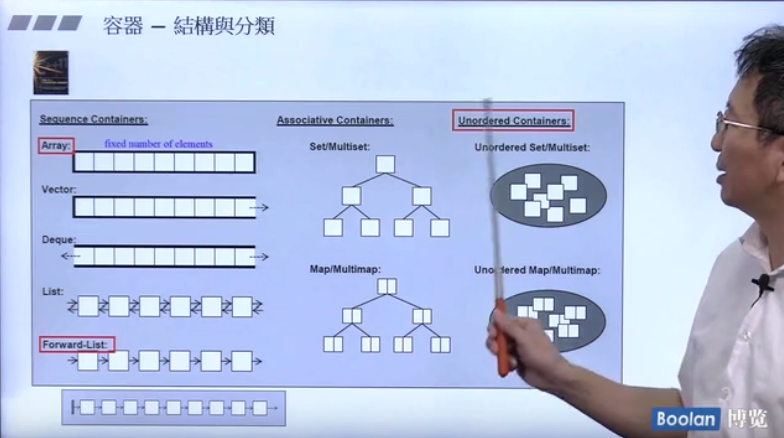 容器 — 結構與分類
Sequence Containers:
Array:
fixed number of elements
Vector:
Deque:
List:
Forward-List:
Associative Containers:
Set/Multiset:
Map/Multimap:
Unordered Containers:
Unordered Set/Multiset:
Unordered Map/Multimap:
Boolan 博览